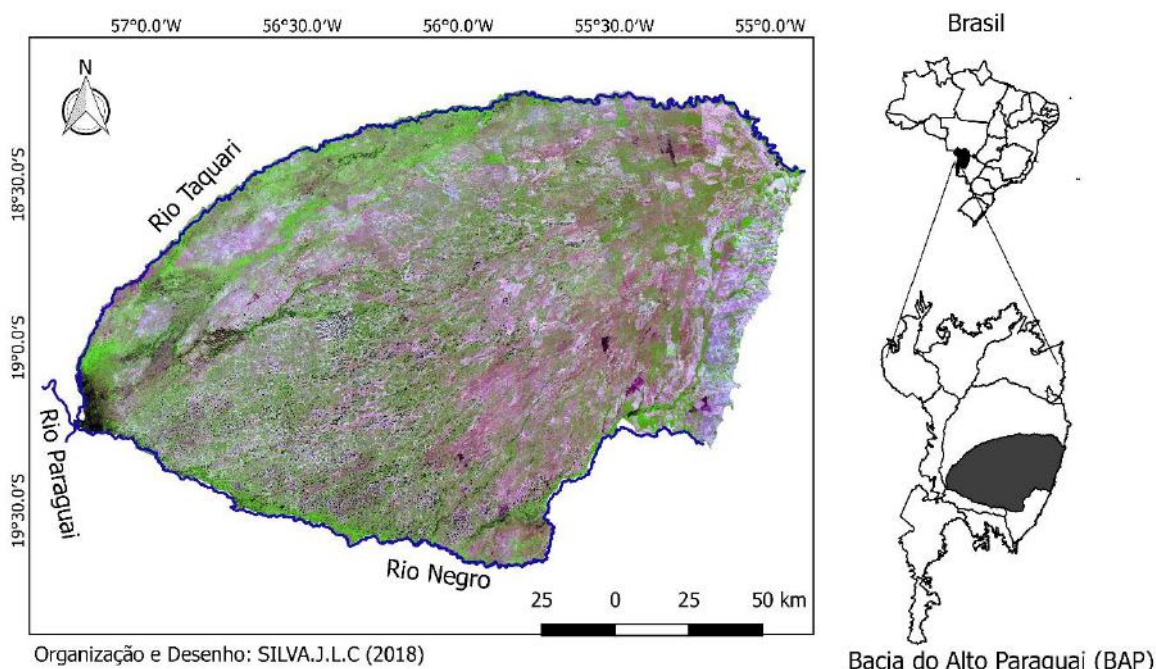 57°0.0'W 56°30.0'W 56°0.0'W 55°30.0'W 55°0.0'W
Brasil
N
18°30.0'S
Rio Taquari
19°0.0'S
Rio Paraguai
19°30.0'S
Rio Negro
25 0 25 50 km
Organização e Desenho: SILVA.J.L.C (2018)
Bacia do Alto Paraguai (BAP)